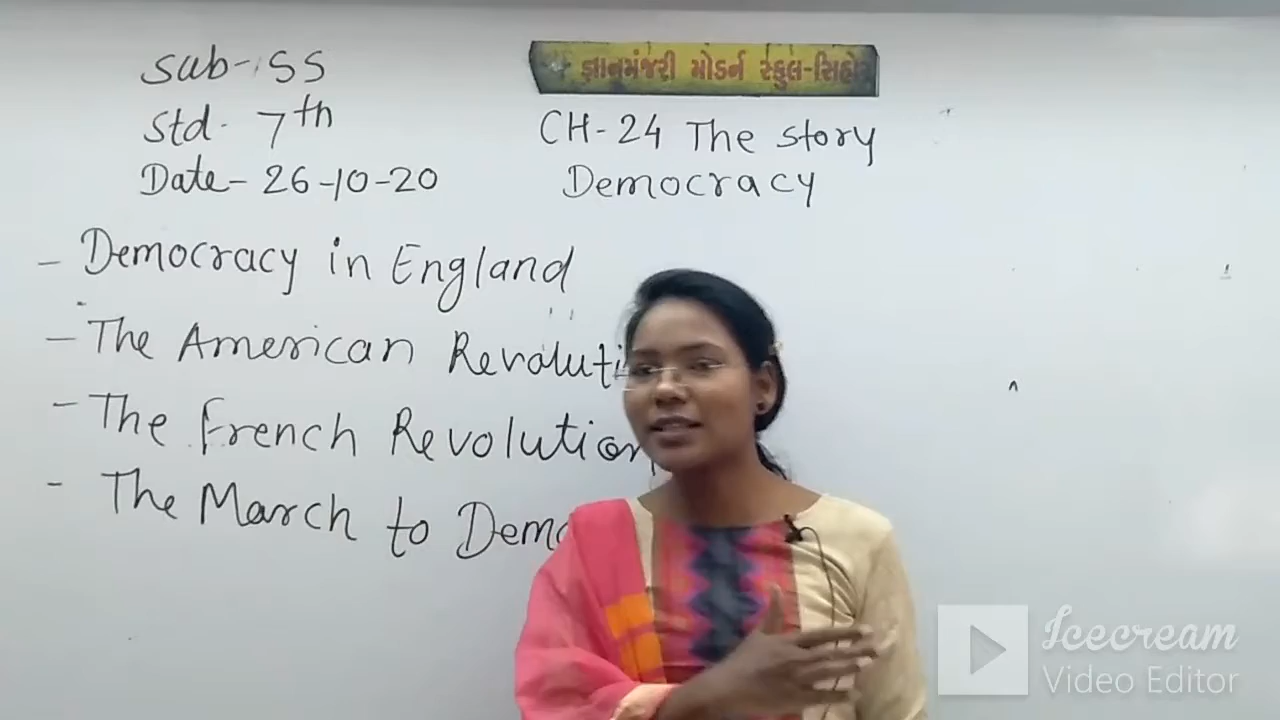 Sub- SS
Std- 7th
Date- 26-10-20
જ્ઞાનમંજરી મોડર્ન સ્કુલ-સિહોર
CH-24 The story
Democracy
- Democracy in England
- The American Revoluti
- The French Revolution
- The March to Demo
Icecream
Video Editor